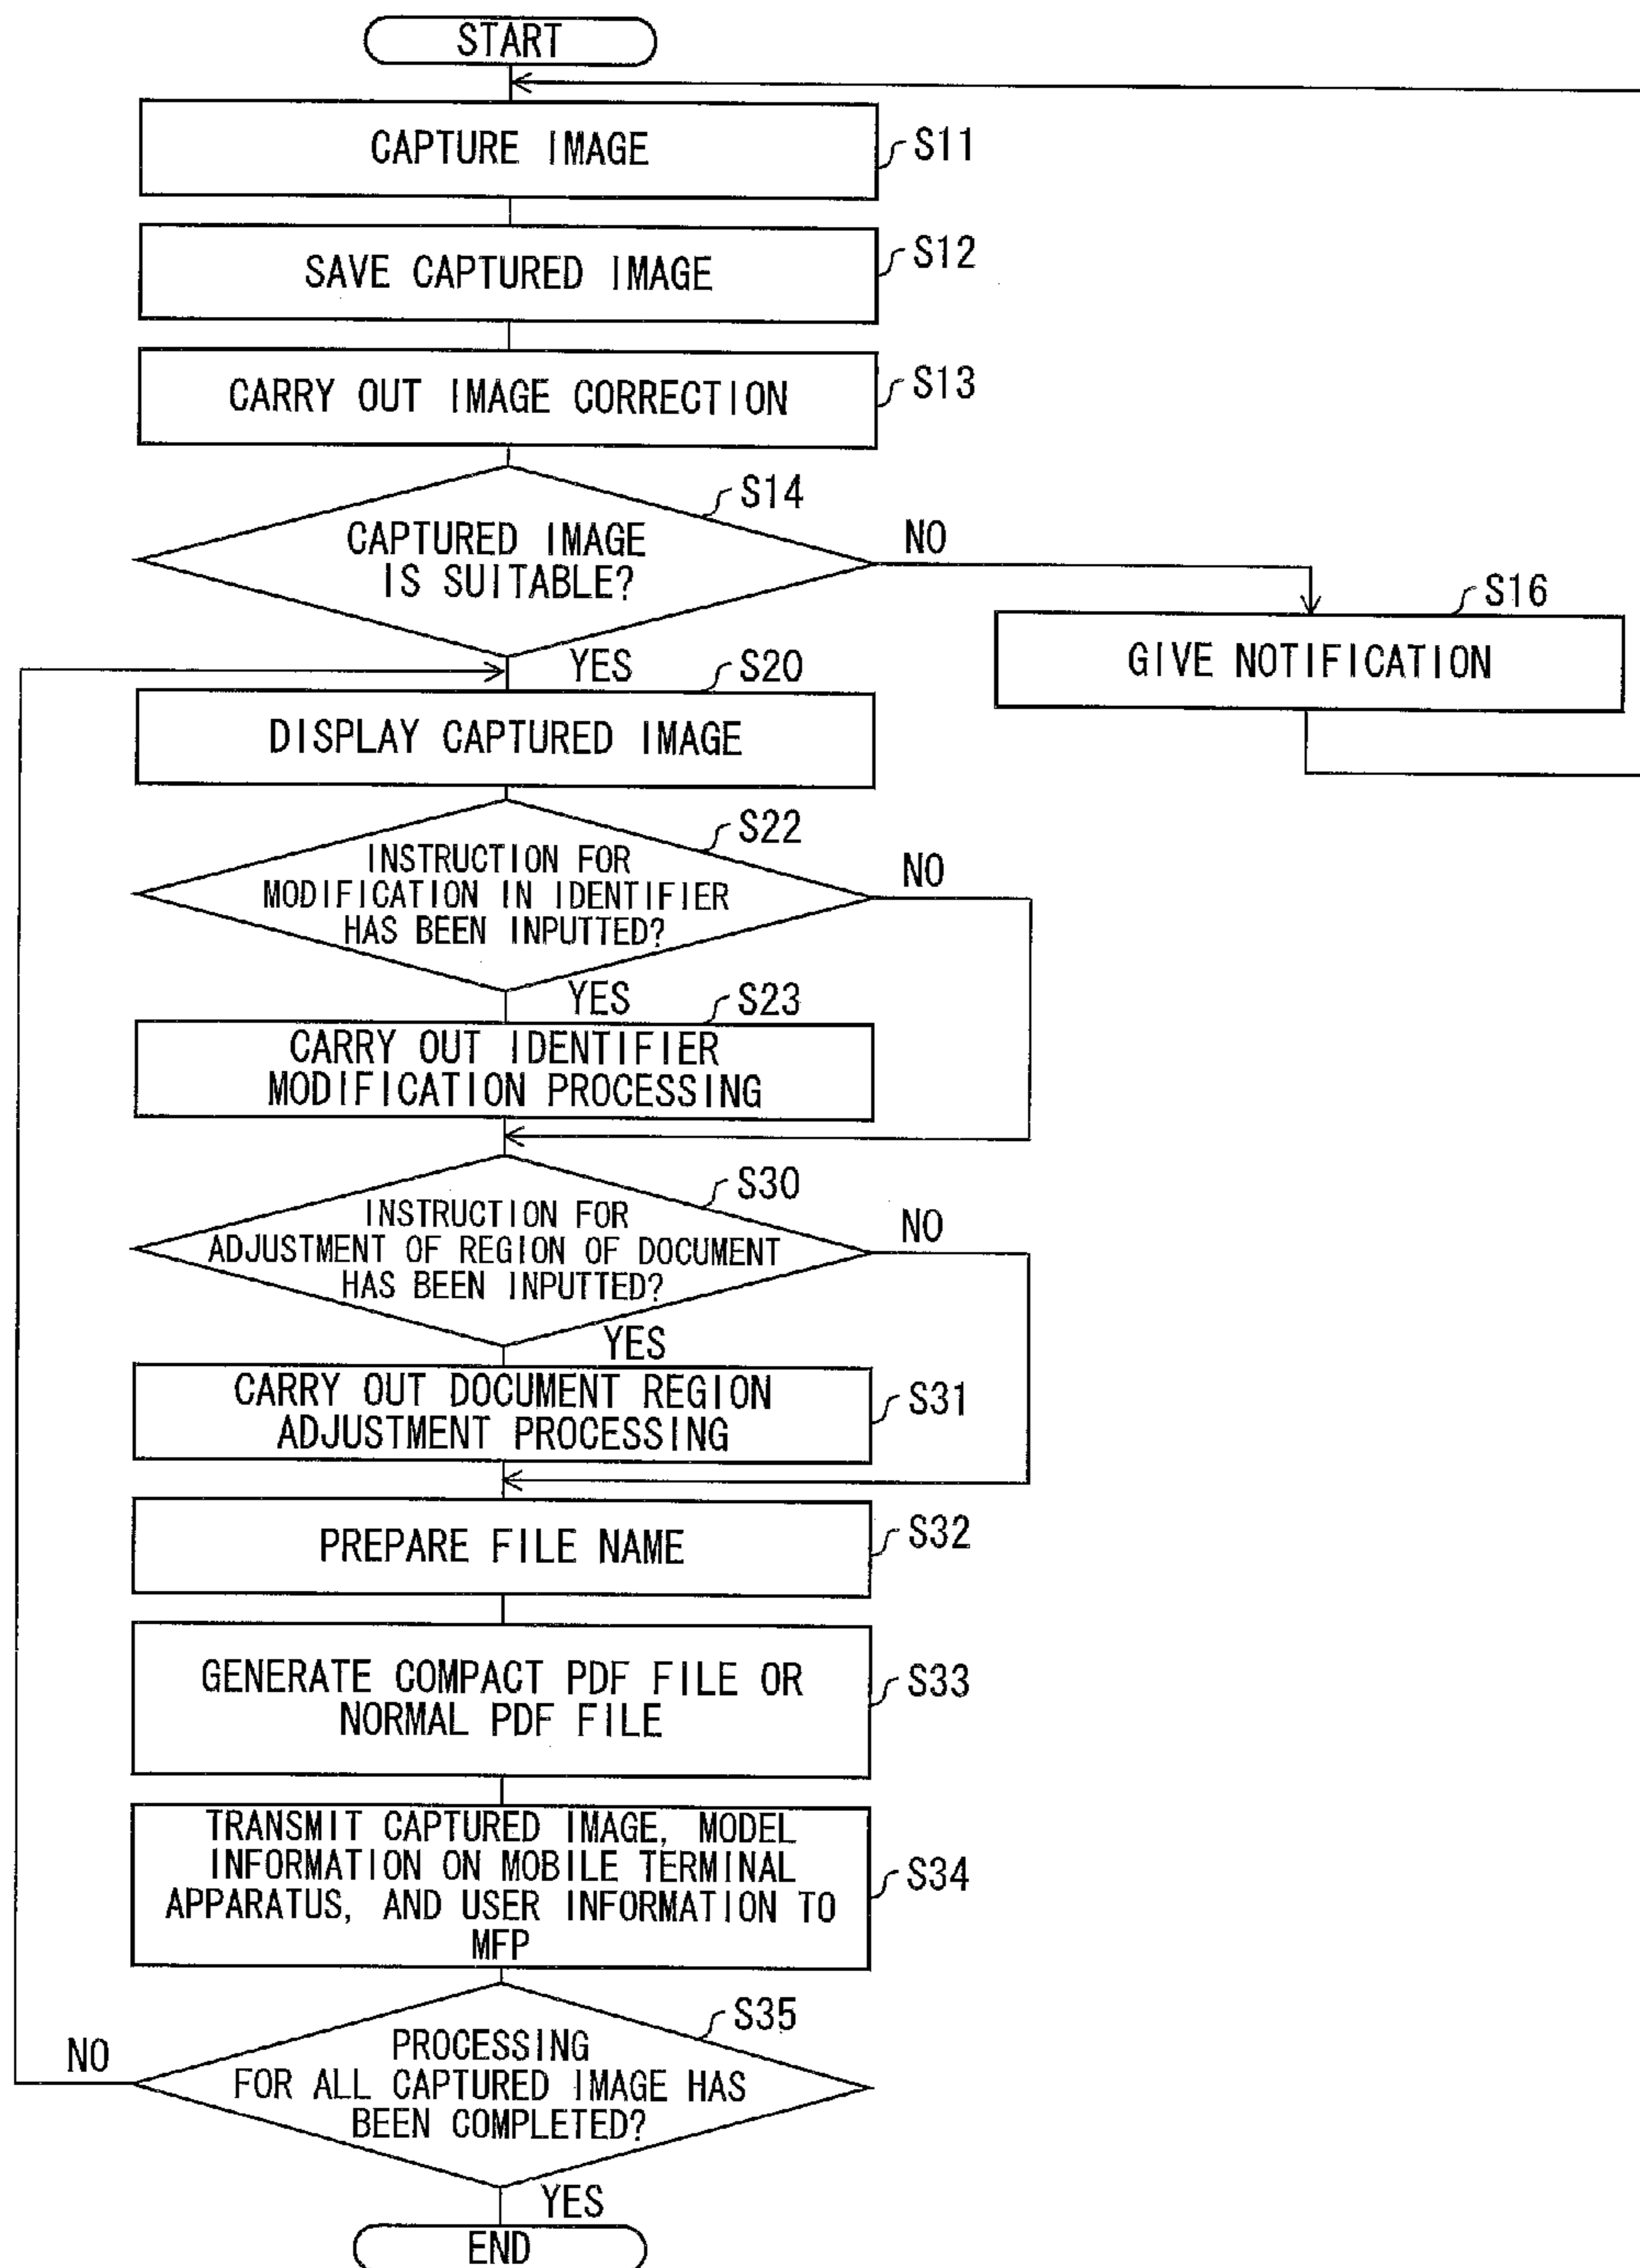 START
CAPTURE IMAGE
S11
SAVE CAPTURED IMAGE
S12
CARRY OUT IMAGE CORRECTION
S13
S14
CAPTURED IMAGE
IS SUITABLE?
NO
S16
GIVE NOTIFICATION
YES
S20
DISPLAY CAPTURED IMAGE
S22
INSTRUCTION FOR
MODIFICATION IN IDENTIFIER
HAS BEEN INPUTTED?
NO
YES
S23
CARRY OUT IDENTIFIER
MODIFICATION PROCESSING
S30
INSTRUCTION FOR
ADJUSTMENT OF REGION OF DOCUMENT
HAS BEEN INPUTTED?
NO
YES
CARRY OUT DOCUMENT REGION
ADJUSTMENT PROCESSING
S31
PREPARE FILE NAME
S32
GENERATE COMPACT PDF FILE OR
NORMAL PDF FILE
S33
TRANSMIT CAPTURED IMAGE, MODEL
INFORMATION ON MOBILE TERMINAL
APPARATUS, AND USER INFORMATION TO
MFP
S34
S35
PROCESSING
FOR ALL CAPTURED IMAGE HAS
BEEN COMPLETED?
NO
YES
END